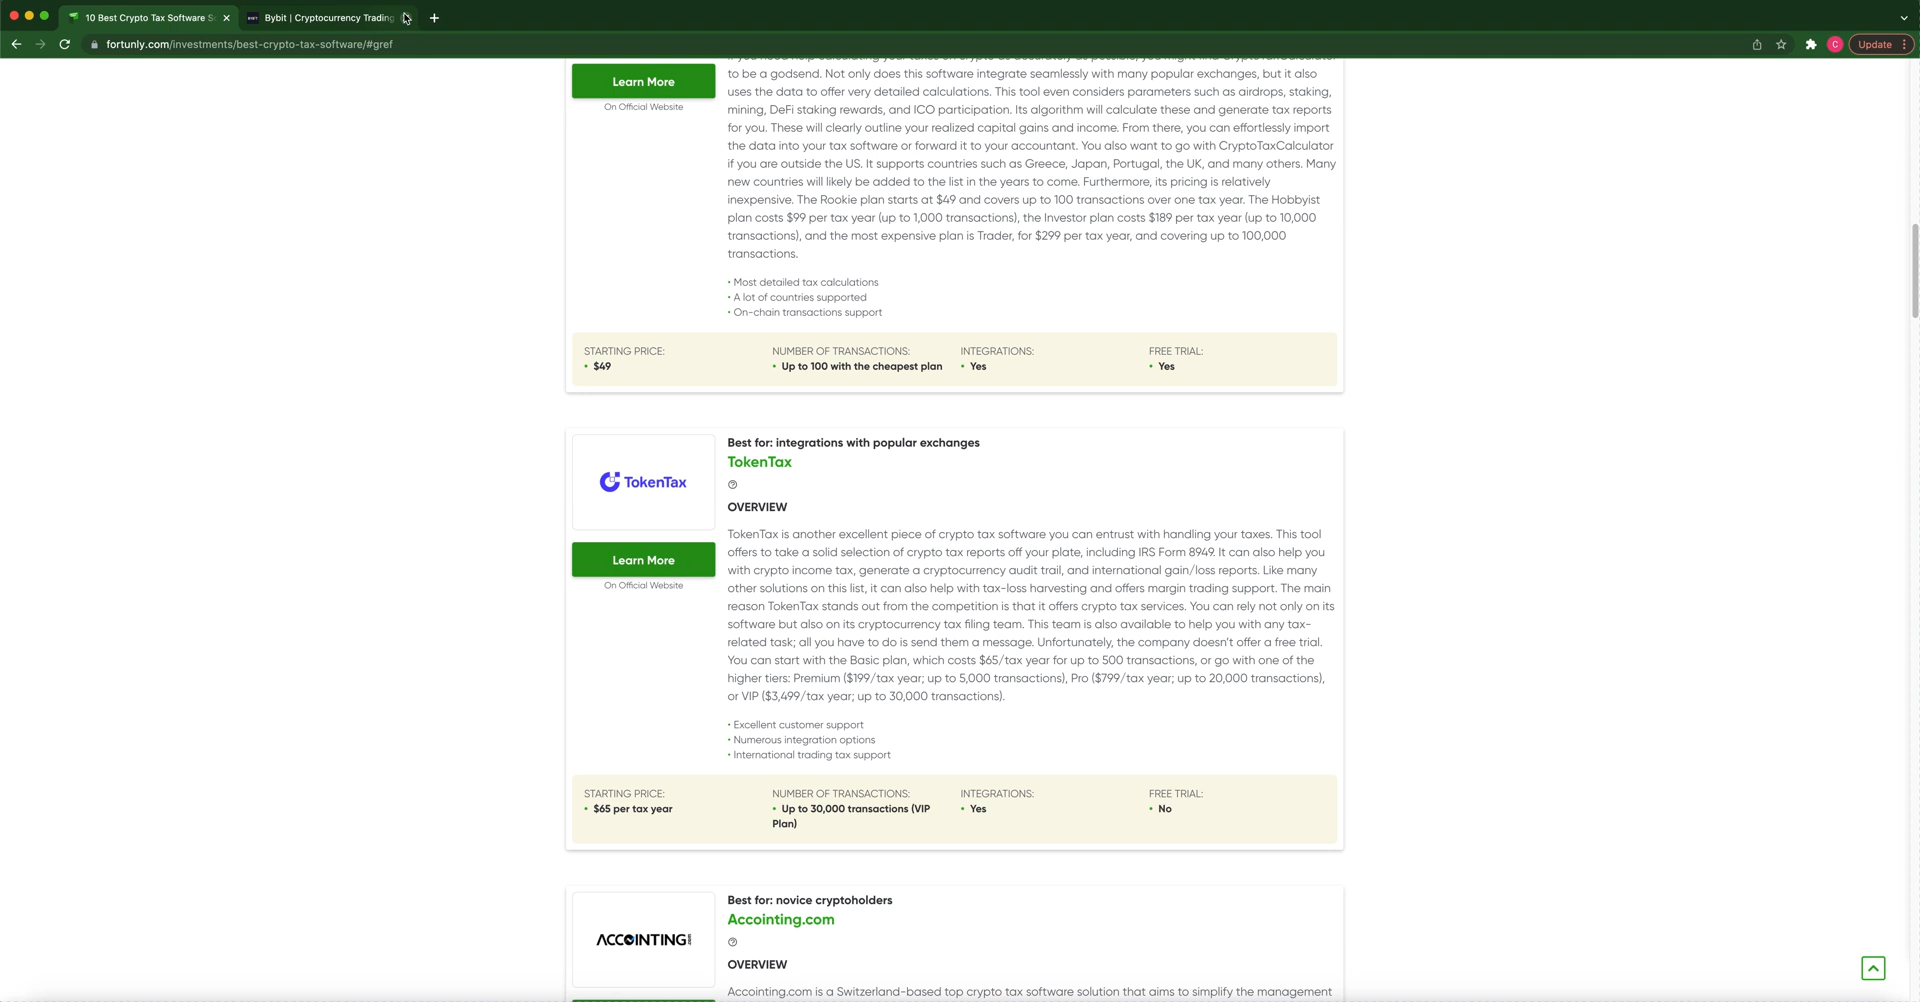 10 Best Crypto Tax Software S
Bybit | Cryptocurrency Trading
fortunly.com/investments/best-crypto-tax-software/#gref
C
Update
Learn More
On Official Website
to be a godsend. Not only does this software integrate seamlessly with many popular exchanges, but it also
uses the data to offer very detailed calculations. This tool even considers parameters such as airdrops, staking,
mining, DeFi staking rewards, and ICO participation. Its algorithm will calculate these and generate tax reports
for you. These will clearly outline your realized capital gains and income. From there, you can effortlessly import
the data into your tax software or forward it to your accountant. You also want to go with CryptoTaxCalculator
if you are outside the US. It supports countries such as Greece, Japan, Portugal, the UK, and many others. Many
new countries will likely be added to the list in the years to come. Furthermore, its pricing is relatively
inexpensive. The Rookie plan starts at $49 and covers up to 100 transactions over one tax year. The Hobbyist
plan costs $99 per tax year (up to 1,000 transactions), the Investor plan costs $189 per tax year (up to 10,000
transactions), and the most expensive plan is Trader, for $299 per tax year, and covering up to 100,000
transactions.
• Most detailed tax calculations
• A lot of countries supported
• On-chain transactions support
STARTING PRICE: NUMBER OF TRANSACTIONS: INTEGRATIONS: FREE TRIAL:
• $49 • Up to 100 with the cheapest plan • Yes • Yes
Best for: integrations with popular exchanges
TokenTax
TokenTax
OVERVIEW
TokenTax is another excellent piece of crypto tax software you can entrust with handling your taxes. This tool
offers to take a solid selection of crypto tax reports off your plate, including IRS Form 8949. It can also help you
with crypto income tax, generate a cryptocurrency audit trail, and international gain/loss reports. Like many
other solutions on this list, it can also help with tax-loss harvesting and offers margin trading support. The main
reason TokenTax stands out from the competition is that it offers crypto tax services. You can rely not only on its
software but also on its cryptocurrency tax filing team. This team is also available to help you with any tax-
related task; all you have to do is send them a message. Unfortunately, the company doesn't offer a free trial.
You can start with the Basic plan, which costs $65/tax year for up to 500 transactions, or go with one of the
higher tiers: Premium ($199/tax year; up to 5,000 transactions), Pro ($799/tax year; up to 20,000 transactions),
or VIP ($3,499/tax year; up to 30,000 transactions).
Learn More
On Official Website
• Excellent customer support
• Numerous integration options
• International trading tax support
STARTING PRICE: NUMBER OF TRANSACTIONS: INTEGRATIONS: FREE TRIAL:
• $65 per tax year • Up to 30,000 transactions (VIP • Yes • No
Plan)
Best for: novice cryptoholders
Accointing.com
ACCOINTING.com
OVERVIEW
Accointing.com is a Switzerland-based top crypto tax software solution that aims to simplify the management